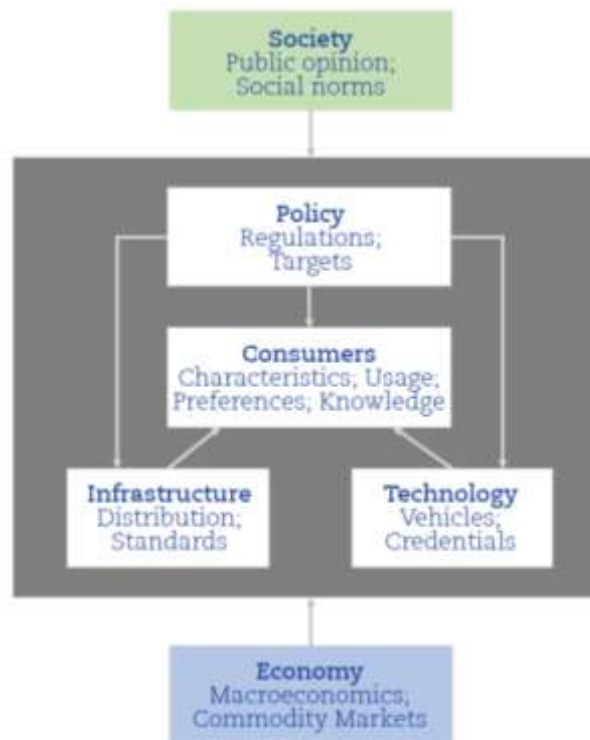 Society
Public opinion;
Social norms
Policy
Regulations;
Targets
Consumers
Characteristics; Usage;
Preferences; Knowledge
Infrastructure
Distribution;
Standards
Technology
Vehicles;
Credentials
Economy
Macroeconomics,
Commodity Markets